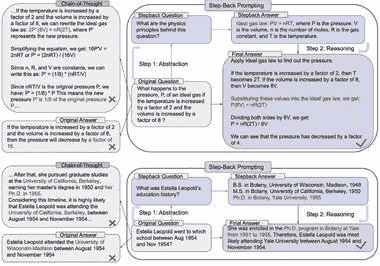 Chain-of-Thought
...If the temperature is increased by
a factor of 2 and the volume is
increased by a factor of 8, we
can rewrite the ideal gas law
as: 2P' (8V) = nR(2T), where P'
represents the new pressure.
Simplifying the equation, we get: 16PV =
2nRT or P' = (2nRT) / (16V)
Since n, R, and V are constants, we can
write this as: P' = (1/8) * (nRT/V)
Since nRT/V is the original pressure P, we
have: P' = (1/8) * P This means the new
pressure P' is 1/8 of the original pressure P...
Original Answer
If the temperature is increased by a factor of
2 and the volume is increased by a factor of
8, then the pressure will decrease by a factor
of 16.
Step-Back Prompting
Stepback Question
What are the physics
principles behind this
question?
Step 1: Abstraction
Original Question
What happens to the pressure,
P, of an ideal gas if the
temperature is increased by a
factor of 2 and the volume is
increased by a factor of 8 ?
Stepback Answer
Ideal gas law: PV = nRT, where P is the pressure, V is the
volume, n is the number of moles, R is the gas
constant, and T is the temperature.
Step 2: Reasoning
Final Answer
Apply Ideal gas law to find out the pressure.
If the temperature is increased by a factor of 2, then T
becomes 2T. If the volume is increased by a factor of
8, then V becomes 8V.
Substituting these values into the ideal gas law, we get:
P(8V) = nR(2T)
Dividing both sides by 8V, we get:
P = nR(2T) / 8V
We can see that the pressure has decreased by a factor of
4.
Chain-of-Thought
... After that, she pursued graduate studies
at the University of California, Berkeley,
earning her master's degree in 1950 and her
Ph.D. in 1955.
Considering this timeline, it is highly likely
that Estella Leopold was attending the
University of California, Berkeley, between
August 1954 and November 1954...
Original Answer
Estella Leopold attended the University of
Wisconsin-Madison between August 1954
and November 1954.
Step-Back Prompting
Stepback Question
What was Estella Leopold's
education history?
Step 1: Abstraction
Original Question
Estella Leopold went to which
school between Aug 1954
and Nov 1954?
Stepback Answer
B.S. in Botany, University of Wisconsin, Madison, 1948
M.S. in Botany, University of California, Berkeley, 1950
Ph.D. in Botany, Yale University, 1955
Step 2: Reasoning
Final Answer
She was enrolled in the Ph.D. program in Botany at Yale
from 1951 to 1955. Therefore, Estella Leopold was most
likely attending Yale University between August 1954 and
November 1954.